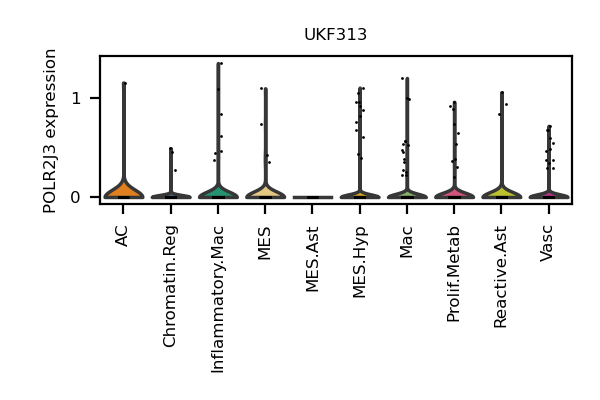 UKF313
POLR2J3 expression
1
0
AC
Chromatin.Reg
Inflammatory.Mac
MES
MES.Ast
MES.Hyp
Mac
Prolif.Metab
Reactive.Ast
Vasc